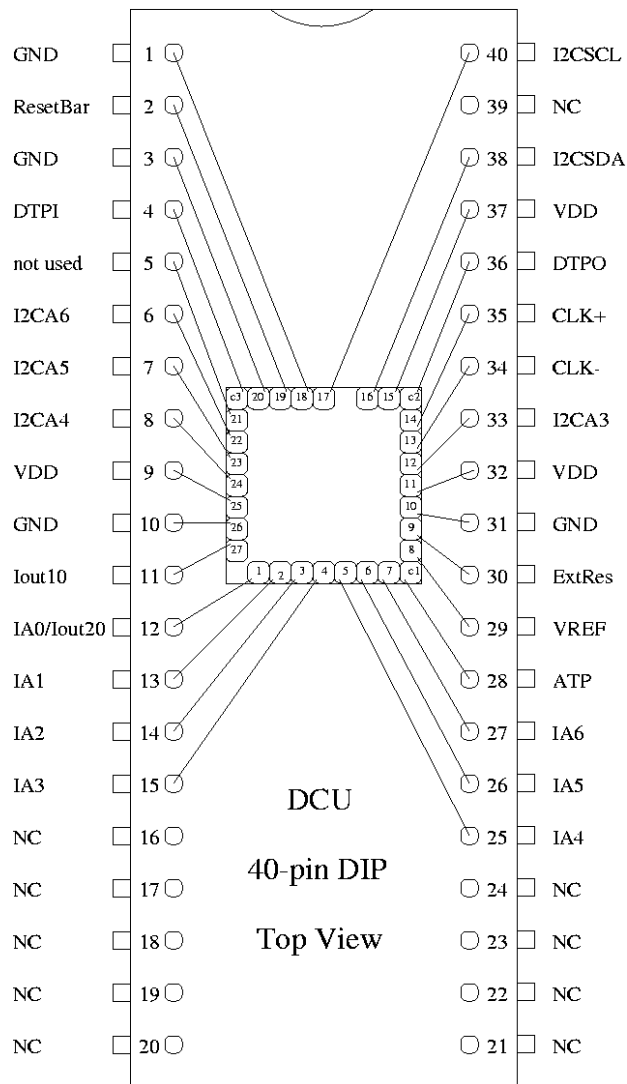 GND 1 40 I2CSCL
ResetBar 2 39 NC
GND 3 38 I2CSDA
DTPI 4 37 VDD
not used 5 36 DTPO
I2CA6 6 35 CLK+
I2CA5 7 34 CLK-
c3 20 19 18 17 16 15 c2
I2CA4 8 33 I2CA3
21 14
22 13
23 12
VDD 9 32 VDD
24 11
25 10
GND 10 31 GND
26 9
27 8
Iout10 11 30 ExtRes
1 2 3 4 5 6 7 c1
IA0/Iout20 12 29 VREF
IA1 13 28 ATP
IA2 14 27 IA6
IA3 15 26 IA5
DCU
NC 16 25 IA4
40-pin DIP
NC 17 24 NC
NC 18 23 NC
Top View
NC 19 22 NC
NC 20 21 NC